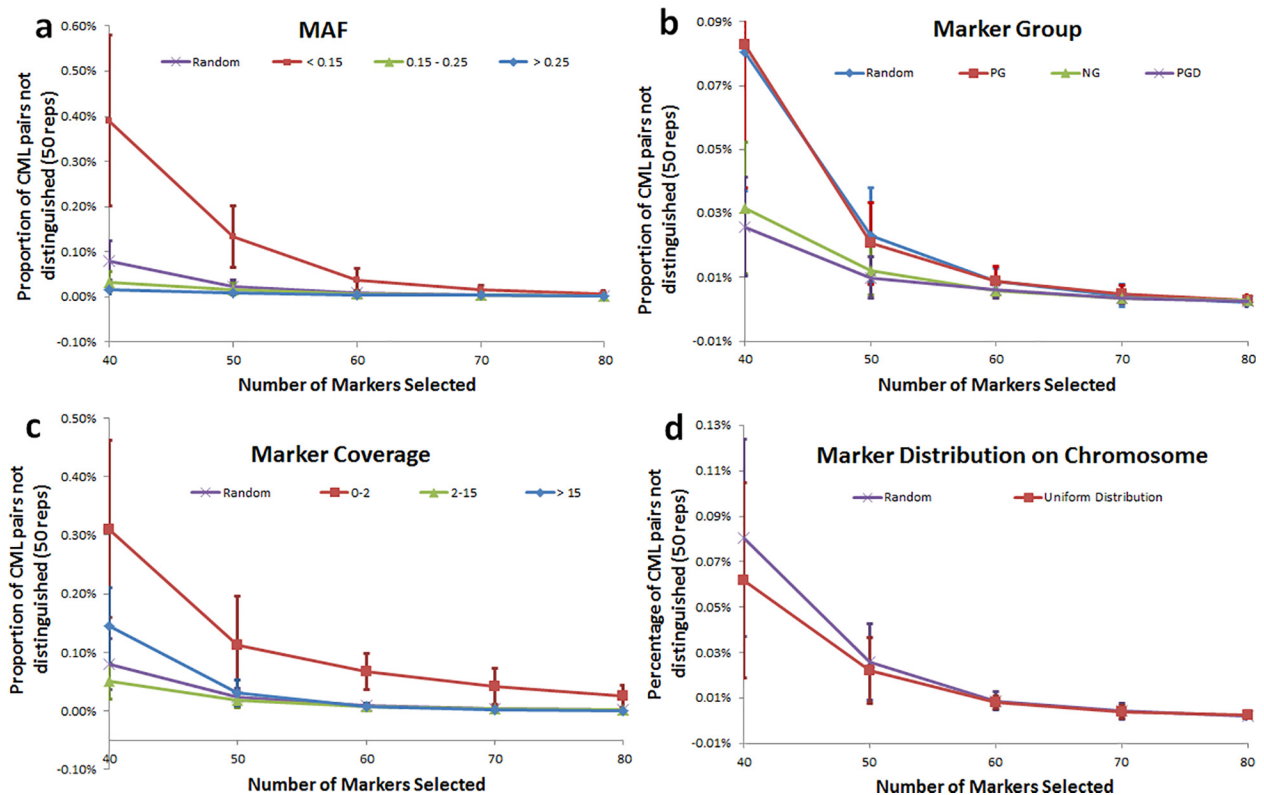 a
MAF
Random < 0.15 0.15 - 0.25 > 0.25
Proportion of CML pairs not
distinguished (50 reps)
0.60%
0.50%
0.40%
0.30%
0.20%
0.10%
0.00%
-0.10%
40 50 60 70 80
Number of Markers Selected
b
Marker Group
Random PG NG PGD
Proportion of CML pairs not
distinguished (50 reps)
0.09%
0.07%
0.05%
0.03%
0.01%
-0.01%
40 50 60 70 80
Number of Markers Selected
c
Marker Coverage
Random 0-2 2-15 > 15
Proportion of CML pairs not
distinguished (50 reps)
0.50%
0.40%
0.30%
0.20%
0.10%
0.00%
-0.10%
40 50 60 70 80
Number of Markers Selected
d
Marker Distribution on Chromosome
Random Uniform Distribution
Percentage of CML pairs not
distinguished (50 reps)
0.13%
0.11%
0.09%
0.07%
0.05%
0.03%
0.01%
-0.01%
40 50 60 70 80
Number of Markers Selected